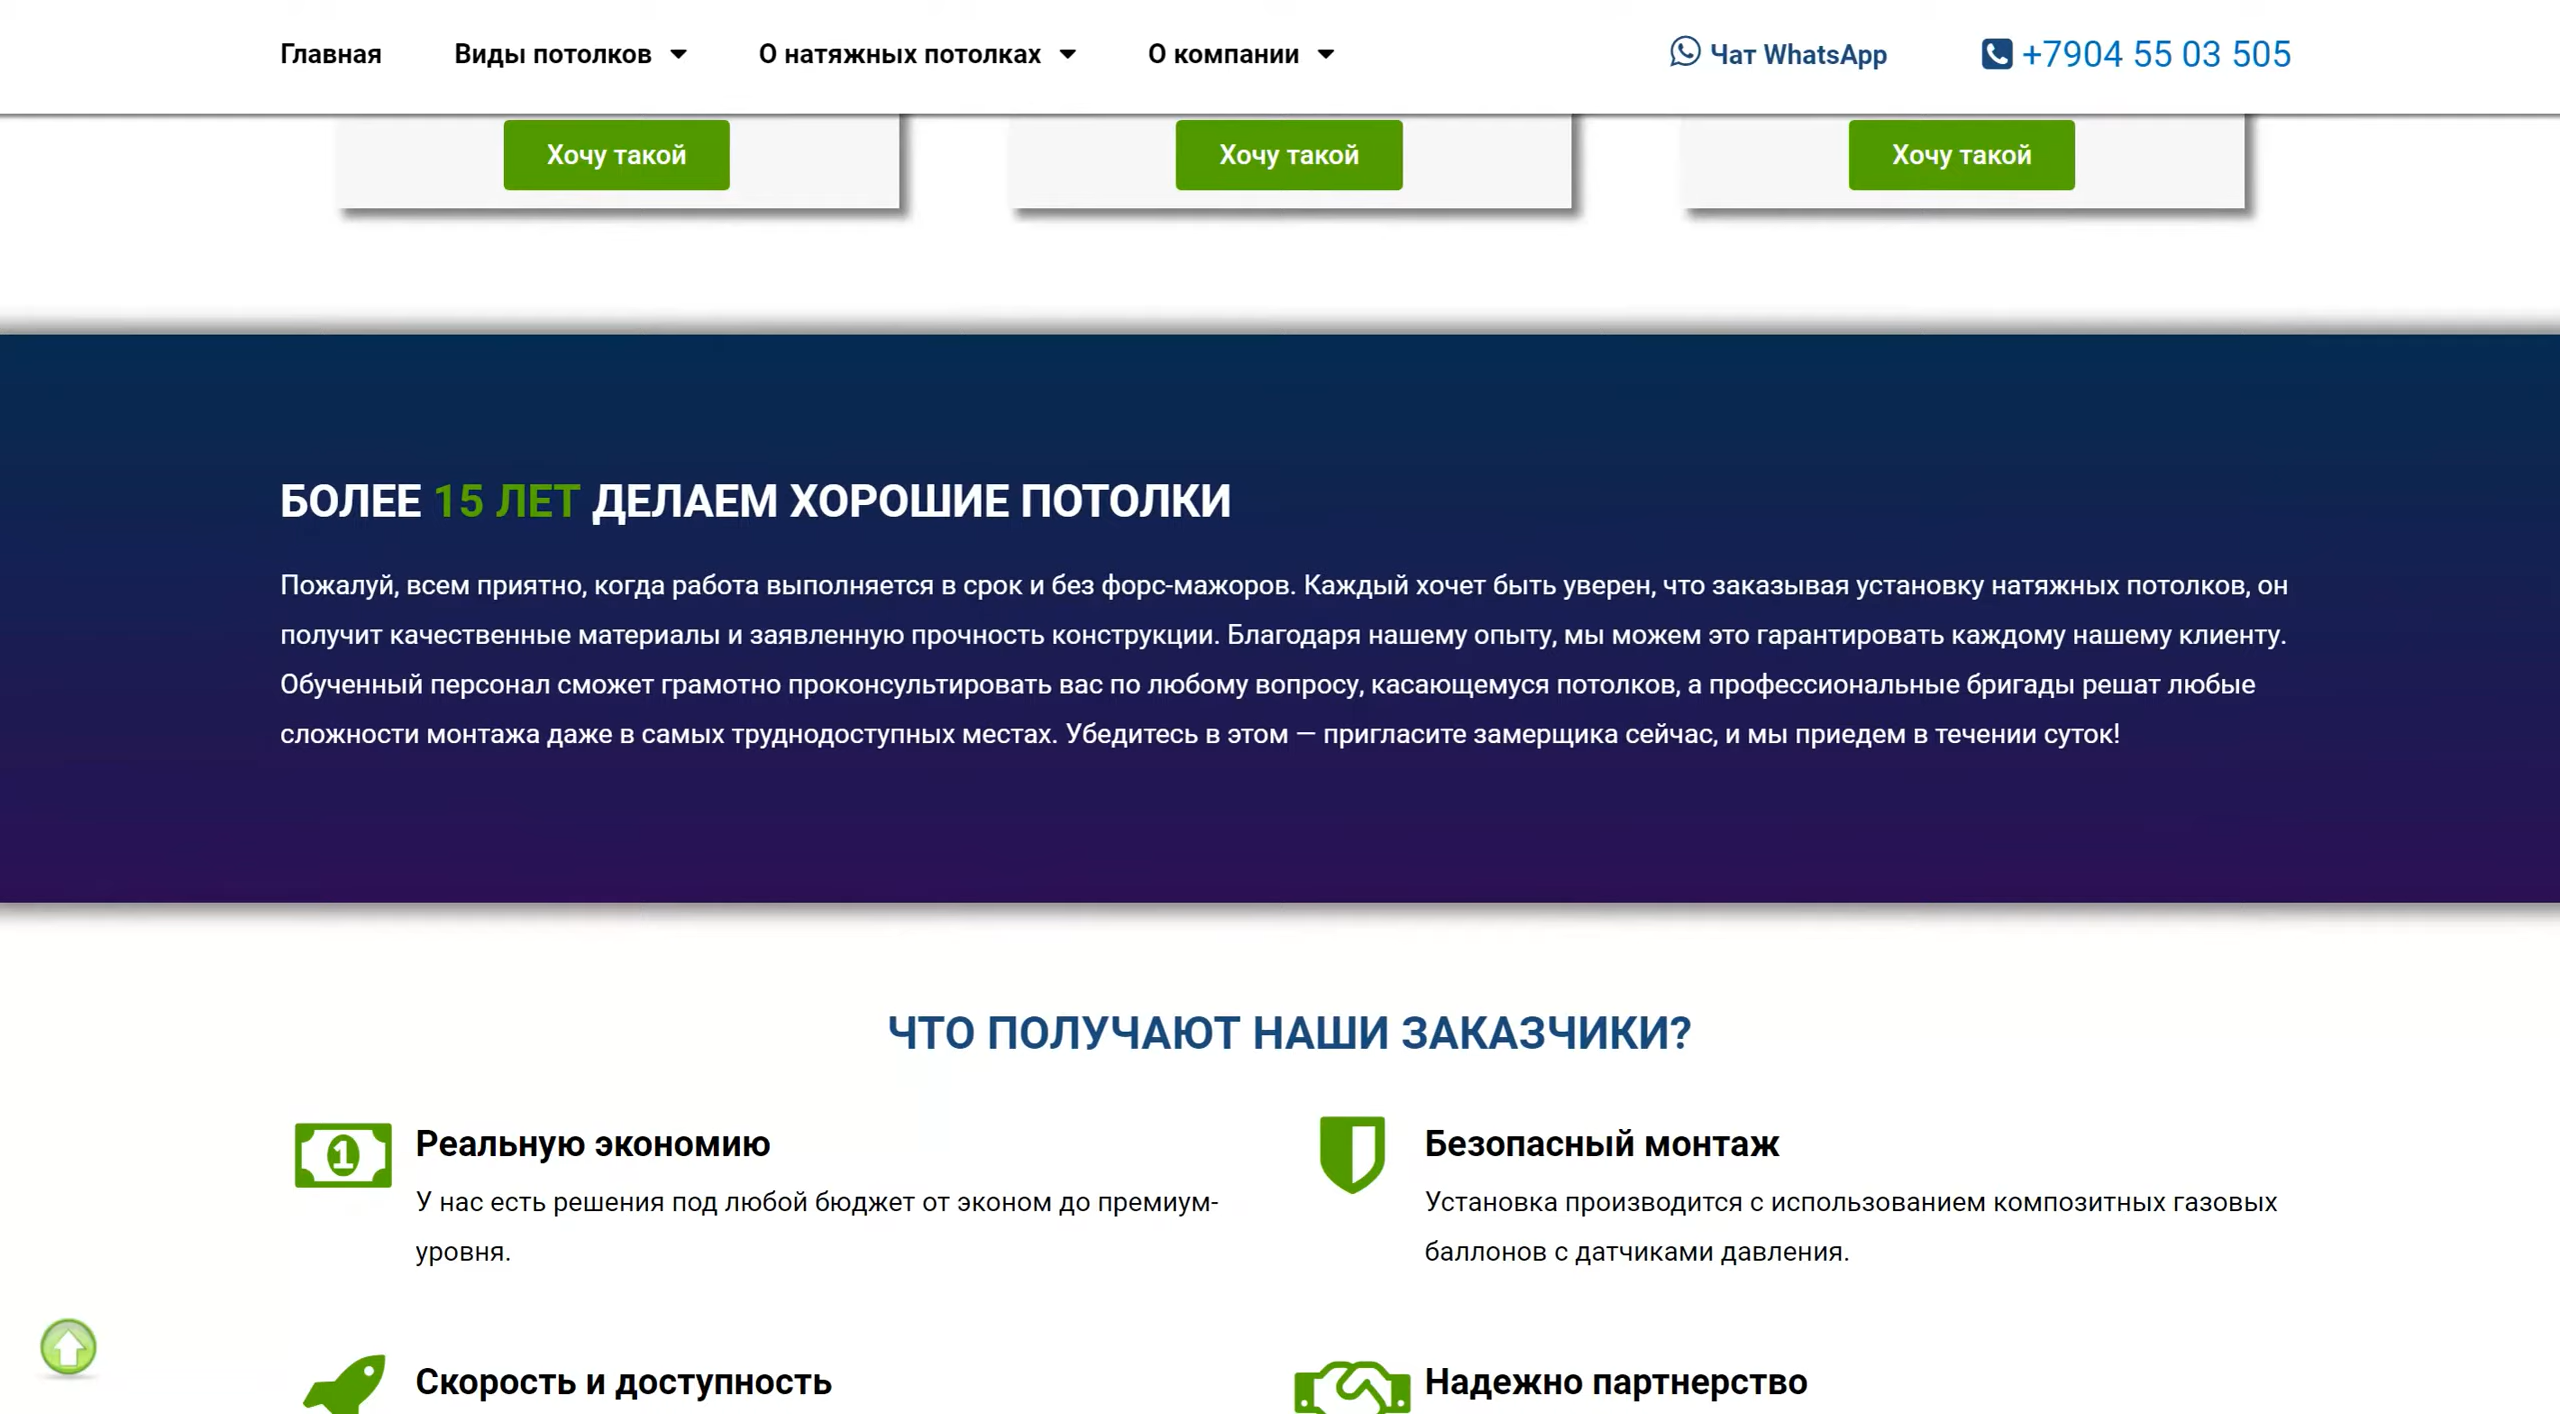 Главная Виды потолков О натяжных потолках О компании Чат WhatsApp +7904 55 03 505
Хочу такой Хочу такой Хочу такой
БОЛЕЕ 15 ЛЕТ ДЕЛАЕМ ХОРОШИЕ ПОТОЛКИ
Пожалуй, всем приятно, когда работа выполняется в срок и без форс-мажоров. Каждый хочет быть уверен, что заказывая установку натяжных потолков, он
получит качественные материалы и заявленную прочность конструкции. Благодаря нашему опыту, мы можем это гарантировать каждому нашему клиенту.
Обученный персонал сможет грамотно проконсультировать вас по любому вопросу, касающемуся потолков, а профессиональные бригады решат любые
сложности монтажа даже в самых труднодоступных местах. Убедитесь в этом — пригласите замерщика сейчас, и мы приедем в течении суток!
ЧТО ПОЛУЧАЮТ НАШИ ЗАКАЗЧИКИ?
1
Реальную экономию
У нас есть решения под любой бюджет от эконом до премиум-
уровня.
Безопасный монтаж
Установка производится с использованием композитных газовых
баллонов с датчиками давления.
Скорость и доступность
Надежно партнерство